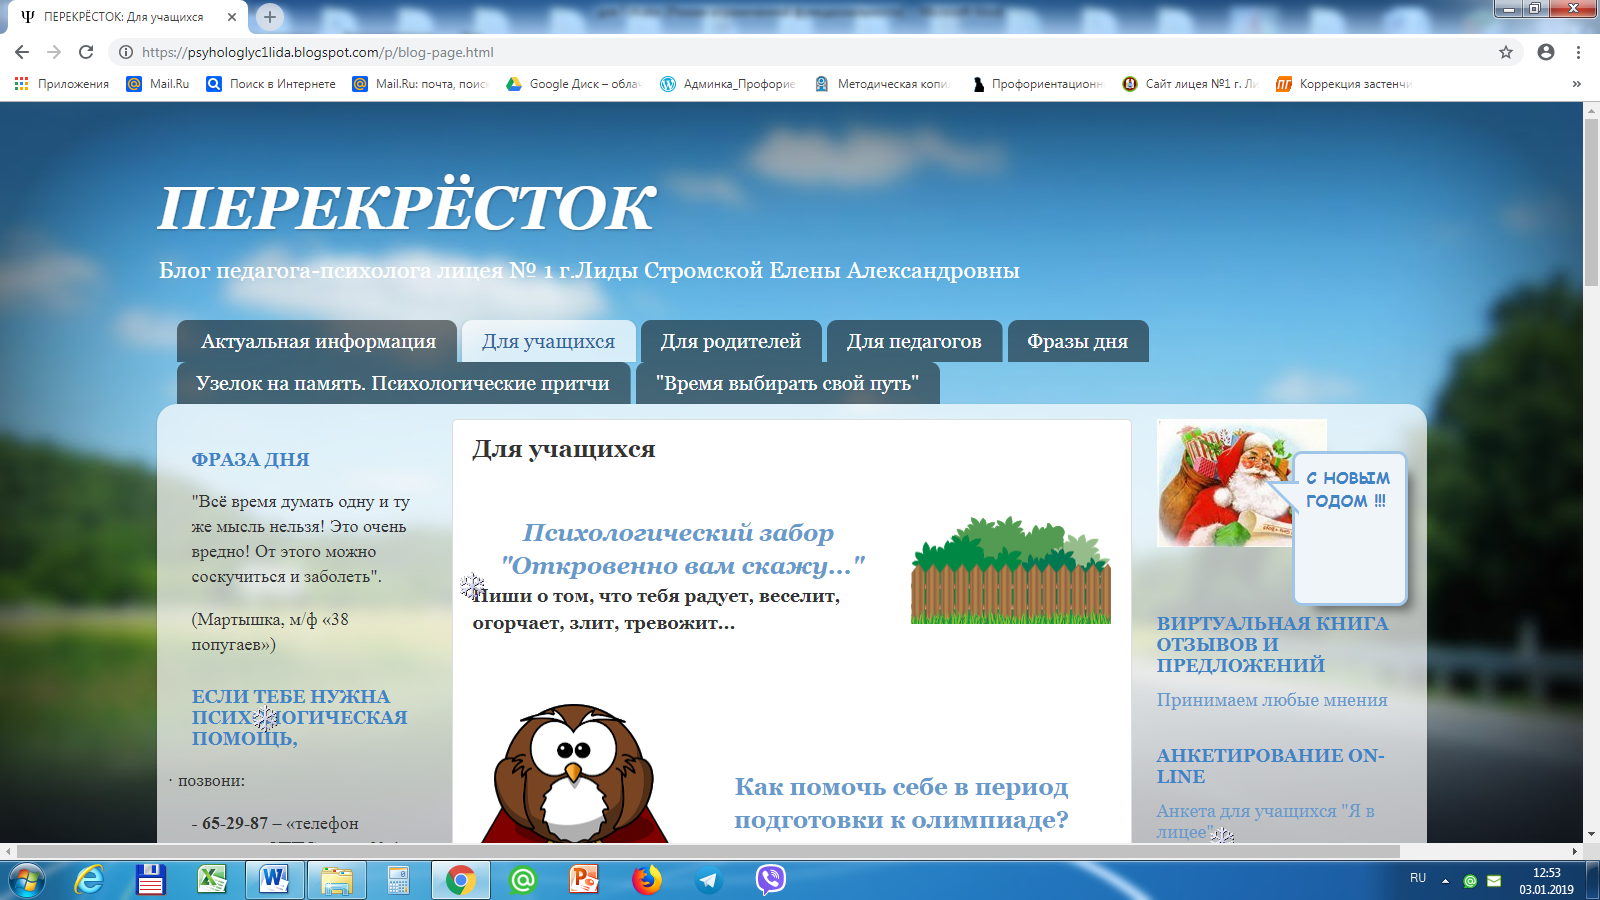 ПЕРЕКРЁСТОК: Для учащихся
https://psyhologlyc1lida.blogspot.com/p/blog-page.html
Приложения
Mail.Ru
Поиск в Интернете
Mail.Ru: почта, поис
Google Диск – обла
Админка_Профорие
Методическая копи
Профориентационн
Сайт лицея №1 г. Ли
Коррекция застенчи
»
ПЕРЕКРЁСТОК
Блог педагога-психолога лицея № 1 г.Лиды Стромской Елены Александровны
Актуальная информация
Для учащихся
Для родителей
Для педагогов
Фразы дня
Узелок на память. Психологические притчи
"Время выбирать свой путь"
ФРАЗА ДНЯ
"Всё время думать одну и ту
же мысль нельзя! Это очень
вредно! От этого можно
соскучиться и заболеть".
(Мартышка, м/ф «38
попугаев»)
ЕСЛИ ТЕБЕ НУЖНА
ПСИХОЛОГИЧЕСКАЯ
ПОМОЩЬ,
· позвони:
- 65-29-87 – «телефон
Для учащихся
Психологический забор
"Откровенно вам скажу..."
Пиши о том, что тебя радует, веселит,
огорчает, злит, тревожит...
Как помочь себе в период
подготовки к олимпиаде?
С НОВЫМ
ГОДОМ !!!
ВИРТУАЛЬНАЯ КНИГА
ОТЗЫВОВ И
ПРЕДЛОЖЕНИЙ
Принимаем любые мнения
АНКЕТИРОВАНИЕ ON-
LINE
Анкета для учащихся "Я в
лицее"
RU
12:53
03.01.2019